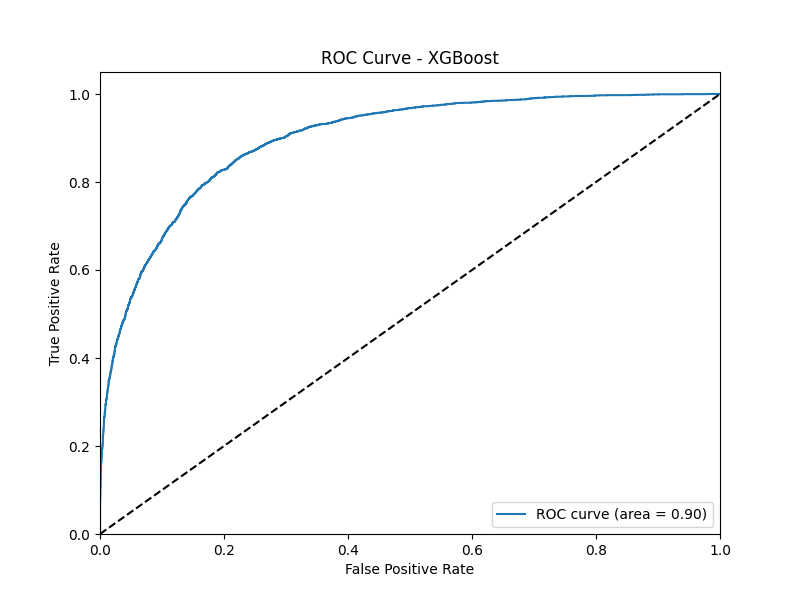 ROC Curve - XGBoost
1.0
0.8
0.6
0.4
0.2
0.0
True Positive Rate
ROC curve (area = 0.90)
0.0 0.2 0.4 0.6 0.8 1.0
False Positive Rate